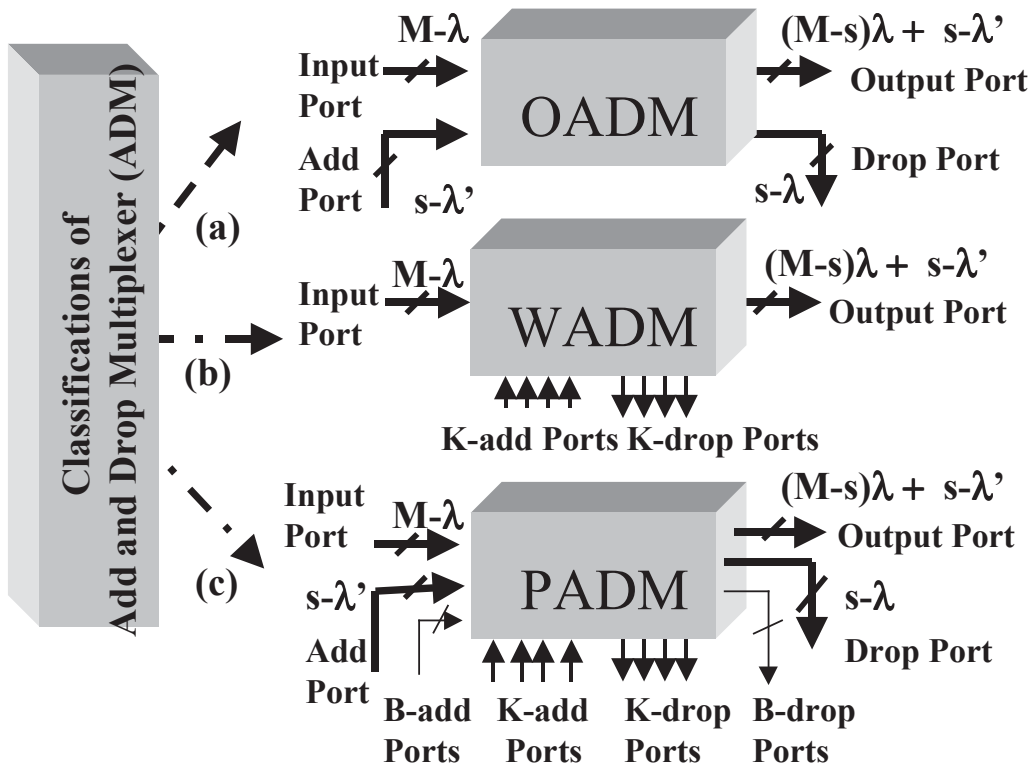 Classifications of
Add and Drop Multiplexer (ADM)
(a)
M-λ
Input
Port
Add
Port
s-λ’
OADM
(M-s)λ + s-λ’
Output Port
Drop Port
s-λ
(b)
M-λ
Input
Port
WADM
(M-s)λ + s-λ’
Output Port
K-add Ports
K-drop Ports
(c)
Input
Port
M-λ
s-λ’
Add
Port
PADM
(M-s)λ + s-λ’
Output Port
s-λ
Drop Port
B-add
Ports
K-add
Ports
K-drop
Ports
B-drop
Ports